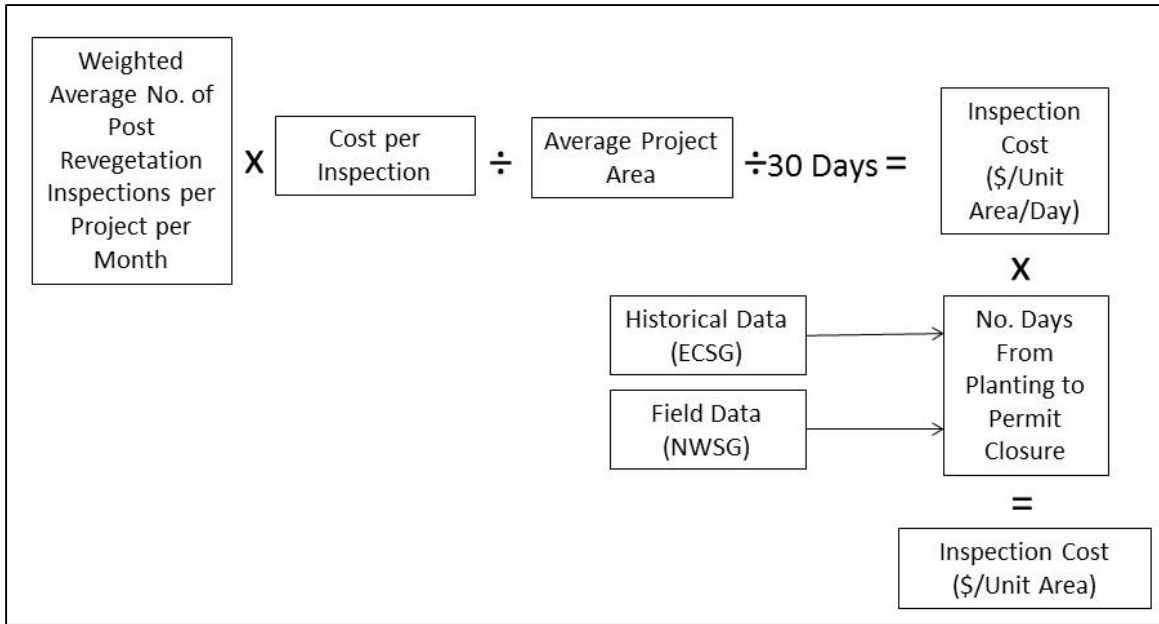 Weighted
Average No. of
Post
Revegetation
Inspections per
Project per
Month
X
Cost per
Inspection
÷
Average Project
Area
÷30 Days =
Inspection
Cost
($/Unit
Area/Day)
X
Historical Data
(ECSG)
Field Data
(NWSG)
No. Days
From
Planting to
Permit
Closure
=
Inspection Cost
($/Unit Area)